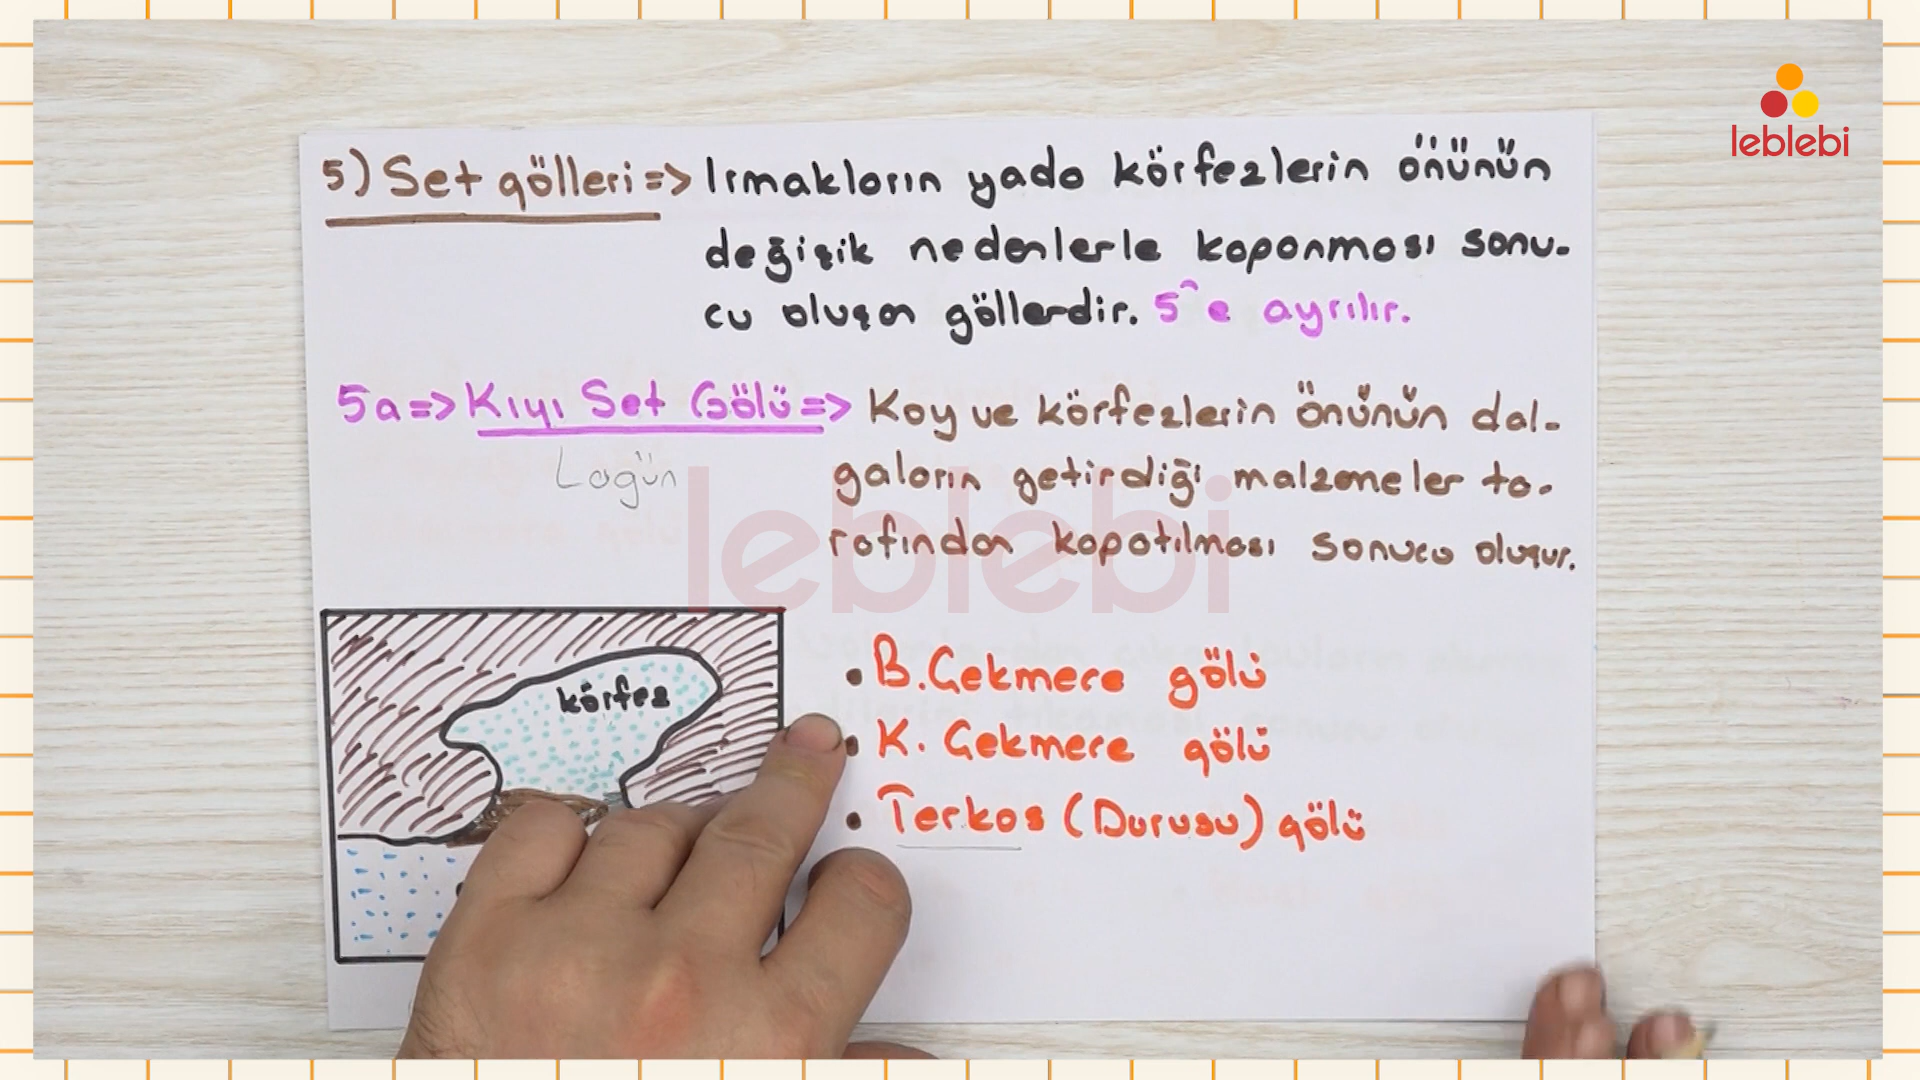 leblebi
5) Set gölleri => Irmakların yada körfezlerin önünün
değişik nedenlerle kapanması sonu-
cu oluşan göllerdir. 5^e ayrılır.
5a => Kıyı Set Gölü => Koy ve körfezlerin önünün dal-
Lagün
gaların getirdiği malzemeler ta-
rafından kapatılması sonucu oluşur.
leblebi
körfez
• B. Çekmece gölü
• K. Çekmece gölü
• Terkos (Durusu) gölü